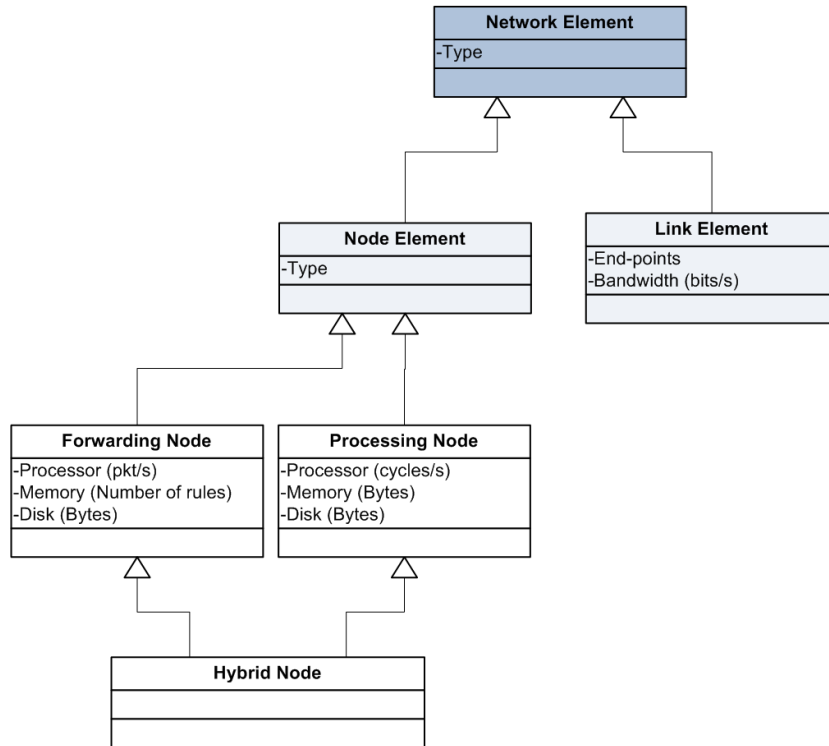 Network Element
-Type
Node Element
-Type
Link Element
-End-points
-Bandwidth (bits/s)
Forwarding Node
-Processor (pkt/s)
-Memory (Number of rules)
-Disk (Bytes)
Processing Node
-Processor (cycles/s)
-Memory (Bytes)
-Disk (Bytes)
Hybrid Node